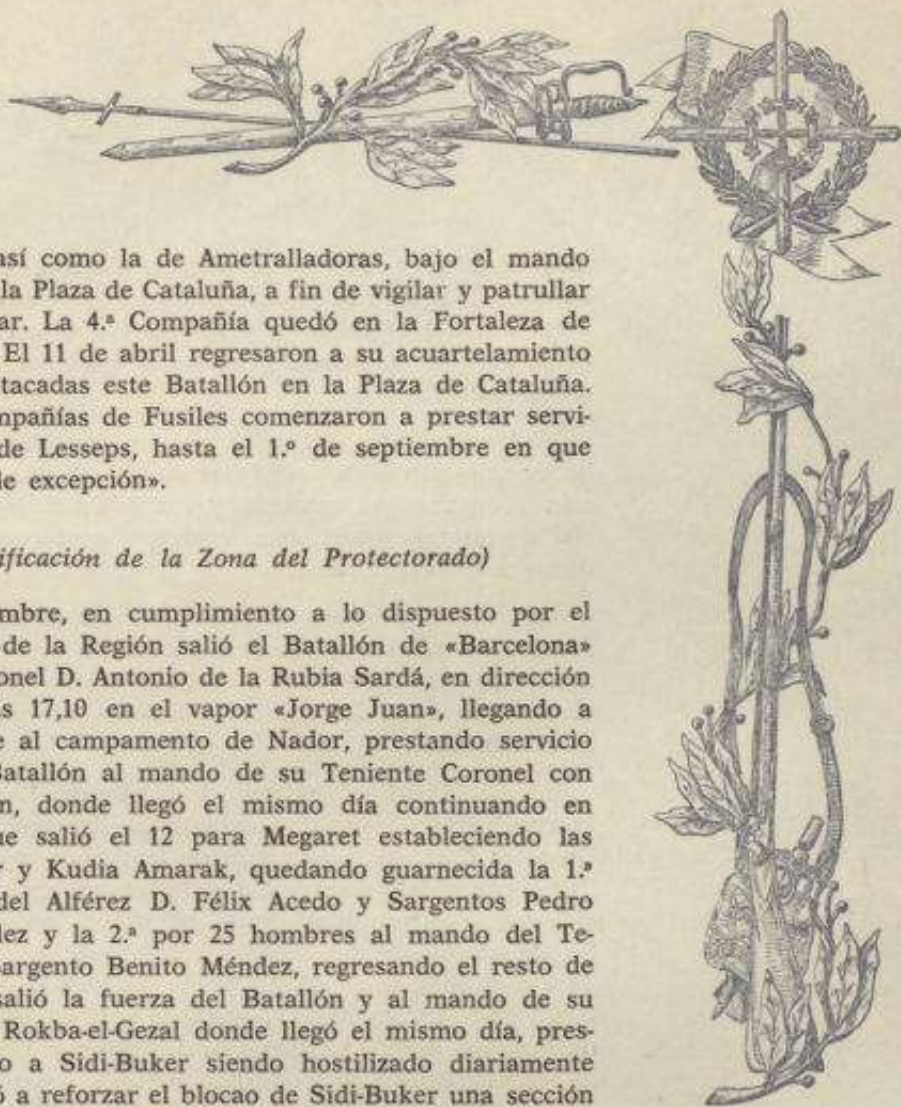 así como la de Ametralladoras, bajo el mando
la Plaza de Cataluña, a fin de vigilar y patrullar
ar. La 4.ª Compañía quedó en la Fortaleza de
El 11 de abril regresaron a su acuartelamiento
tacadas este Batallón en la Plaza de Cataluña.
mpañías de Fusiles comenzaron a prestar servi-
de Lesseps, hasta el 1.º de septiembre en que
le excepción».
ificación de la Zona del Protectorado)
mbre, en cumplimiento a lo dispuesto por el
de la Región salió el Batallón de «Barcelona»
onel D. Antonio de la Rubia Sardá, en dirección
as 17,10 en el vapor «Jorge Juan», llegando a
e al campamento de Nador, prestando servicio
Batallón al mando de su Teniente Coronel con
n, donde llegó el mismo día continuando en
ue salió el 12 para Megaret estableciendo las
r y Kudia Amarak, quedando guarnecida la 1.ª
del Alférez D. Félix Acedo y Sargentos Pedro
lez y la 2.ª por 25 hombres al mando del Te-
Sargento Benito Méndez, regresando el resto de
salió la fuerza del Batallón y al mando de su
Rokba-el-Gezal donde llegó el mismo día, pres-
o a Sidi-Buker siendo hostilizado diariamente
ó a reforzar el blocao de Sidi-Buker una sección